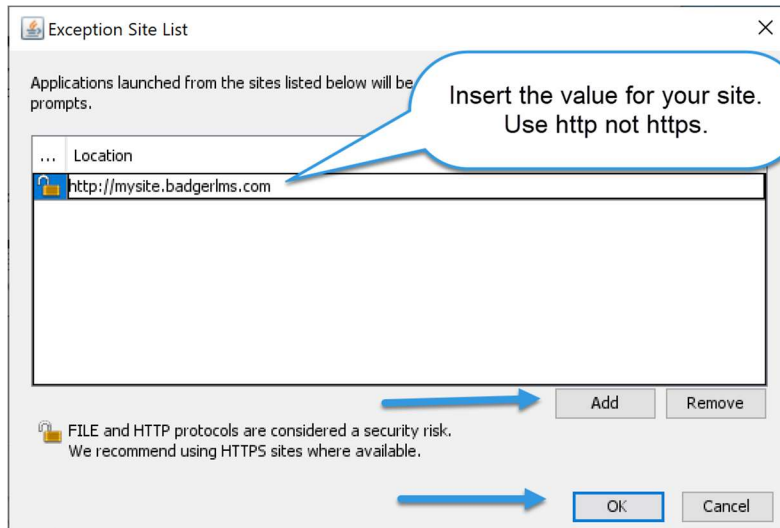 Exception Site List
Applications launched from the sites listed below will be
prompts.
Insert the value for your site.
Use http not https.
... Location
http://mysite.badgerlms.com
Add Remove
FILE and HTTP protocols are considered a security risk.
We recommend using HTTPS sites where available.
OK Cancel